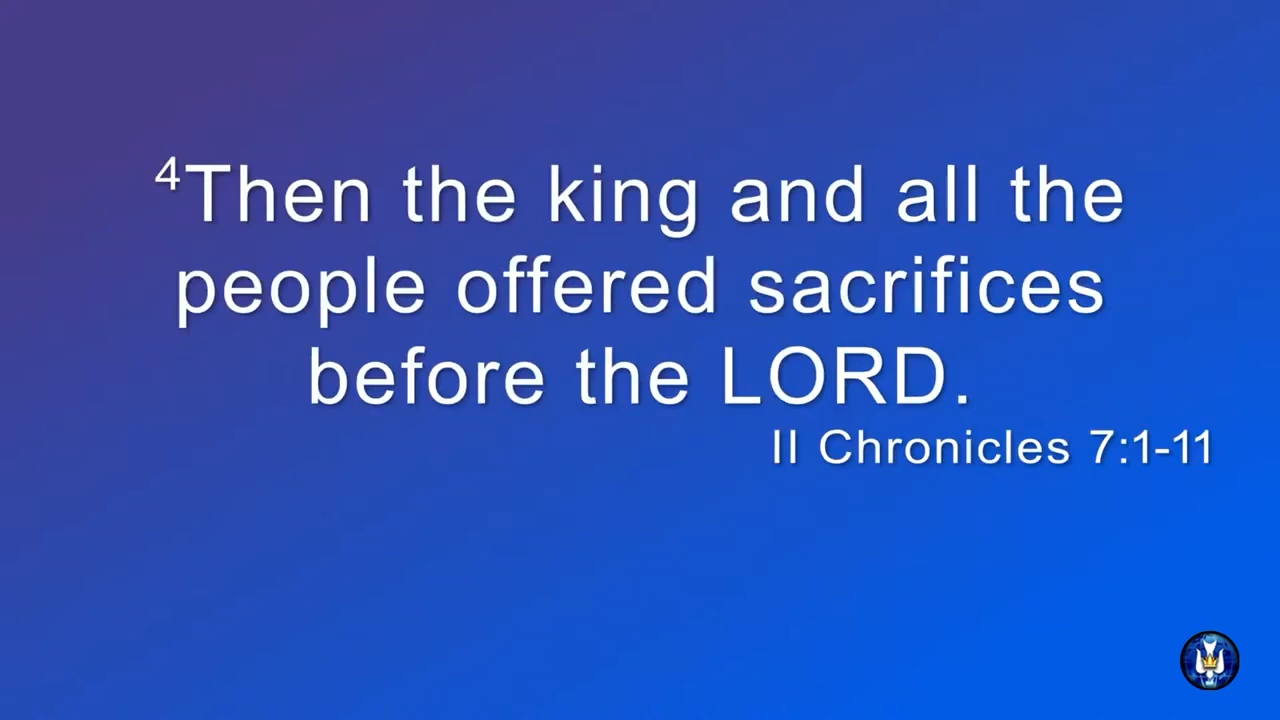 ⁴Then the king and all the
people offered sacrifices
before the LORD.
II Chronicles 7:1-11